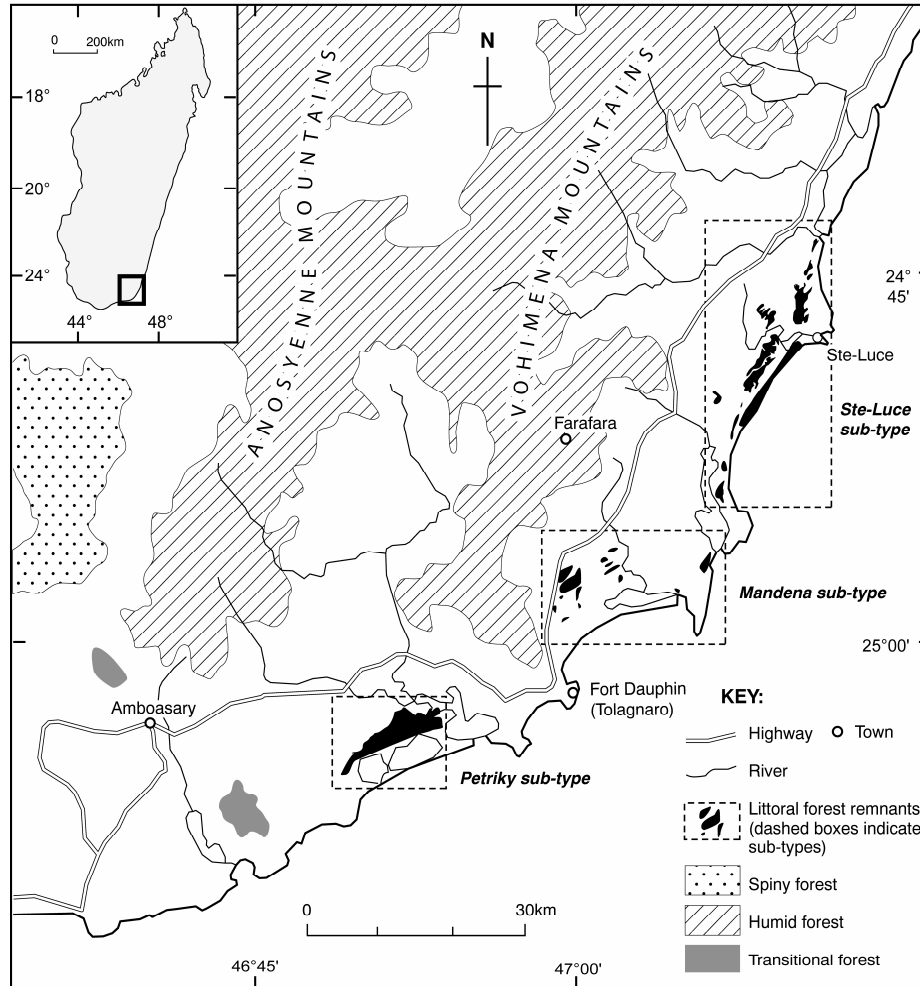 0 200km
18°
20°
24°
44° 48°
N
ANOSYENNE MOUNTAINS
VOHIMENA MOUNTAINS
24°
45'
Ste-Luce
Ste-Luce
sub-type
Farafara
Mandena sub-type
25°00'
Fort Dauphin
(Tolagnaro)
Amboasary
Petriky sub-type
KEY:
Highway Town
River
Littoral forest remnants
(dashed boxes indicate
sub-types)
Spiny forest
Humid forest
Transitional forest
0 30km
46°45' 47°00'